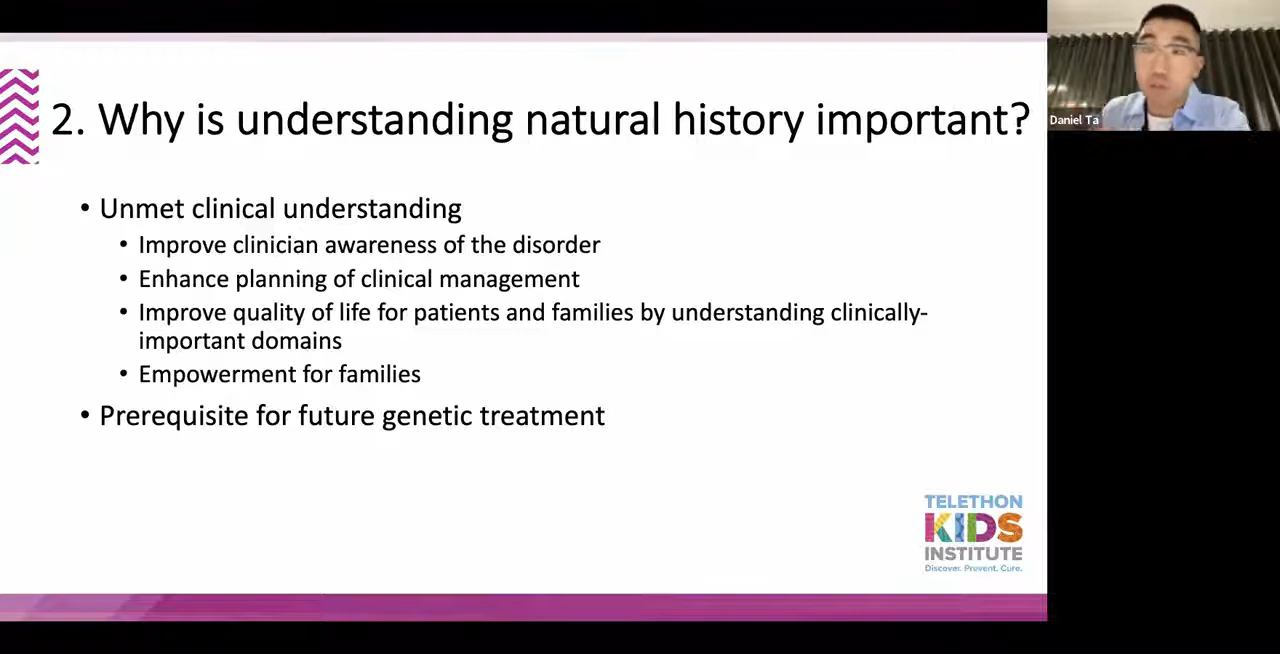 2. Why is understanding natural history important?
Daniel Ta
• Unmet clinical understanding
• Improve clinician awareness of the disorder
• Enhance planning of clinical management
• Improve quality of life for patients and families by understanding clinically-
important domains
• Empowerment for families
• Prerequisite for future genetic treatment
TELETHON
KIDS
INSTITUTE
Discover. Prevent. Cure.